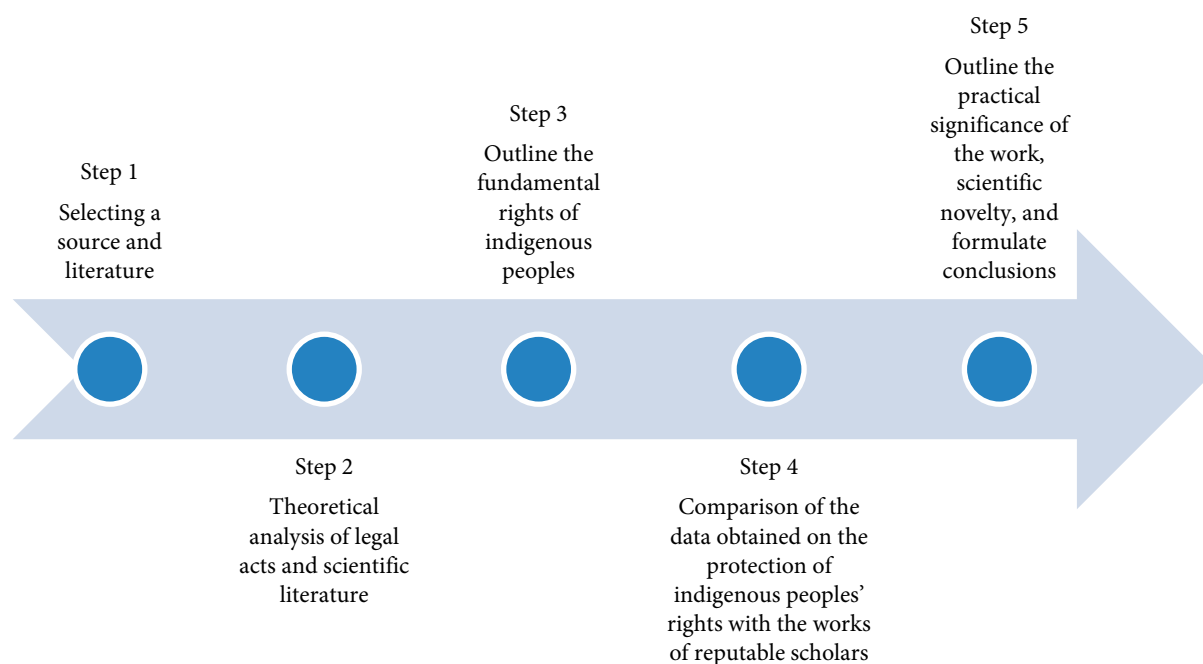 Step 1
Selecting a
source and
literature
Step 2
Theoretical
analysis of legal
acts and scientific
literature
Step 3
Outline the
fundamental
rights of
indigenous
peoples
Step 4
Comparison of the
data obtained on the
protection of
indigenous peoples’
rights with the works
of reputable scholars
Step 5
Outline the
practical
significance of
the work,
scientific
novelty, and
formulate
conclusions